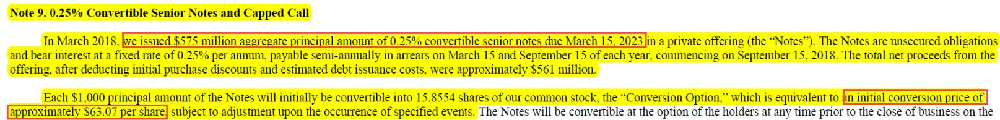 Note 9. 0.25% Convertible Senior Notes and Capped Call
In March 2018, we issued $575 million aggregate principal amount of 0.25% convertible senior notes due March 15, 2023 in a private offering (the “Notes”). The Notes are unsecured obligations
and bear interest at a fixed rate of 0.25% per annum, payable semi-annually in arrears on March 15 and September 15 of each year, commencing on September 15, 2018. The total net proceeds from the
offering, after deducting initial purchase discounts and estimated debt issuance costs, were approximately $561 million.
Each $1,000 principal amount of the Notes will initially be convertible into 15.8554 shares of our common stock, the “Conversion Option,” which is equivalent to an initial conversion price of
approximately $63.07 per share, subject to adjustment upon the occurrence of specified events. The Notes will be convertible at the option of the holders at any time prior to the close of business on the